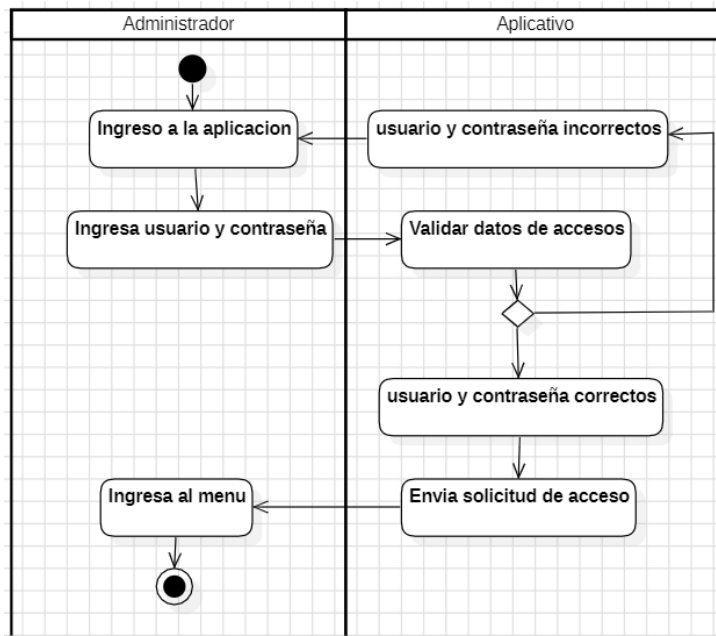 Administrador
Aplicativo
Ingreso a la aplicacion
usuario y contraseña incorrectos
Ingresa usuario y contraseña
Validar datos de accesos
usuario y contraseña correctos
Ingresa al menu
Envia solicitud de acceso